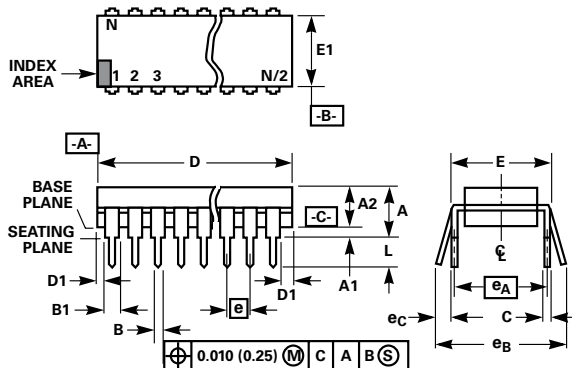 N
E1
INDEX
AREA
1 2 3 N/2
-B-
-A-
D
E
BASE
PLANE
-C-
A2
A
SEATING
PLANE
L
C
L
D1
A1
D1
eA
B1
e
eC
C
B
eB
0.010 (0.25) M C A B S